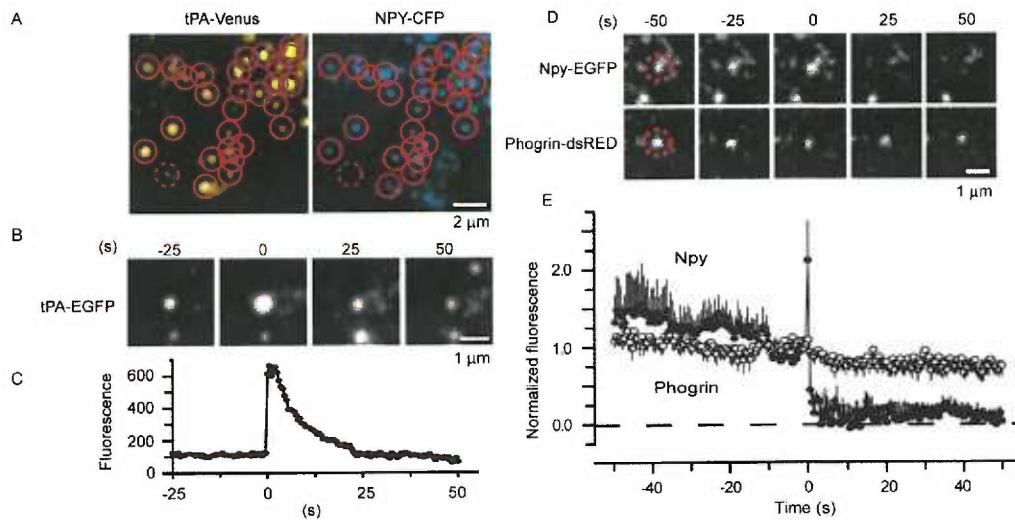 A
tPA-Venus
NPY-CFP
2 µm
B
(s)
-25
0
25
50
tPA-EGFP
1 µm
C
Fluorescence
600
400
200
0
-25
0
25
50
(s)
D
(s)
-50
-25
0
25
50
Npy-EGFP
Phogrin-dsRED
1 µm
E
Normalized fluorescence
2.0
1.0
0.0
Npy
Phogrin
-40
-20
0
20
40
Time (s)